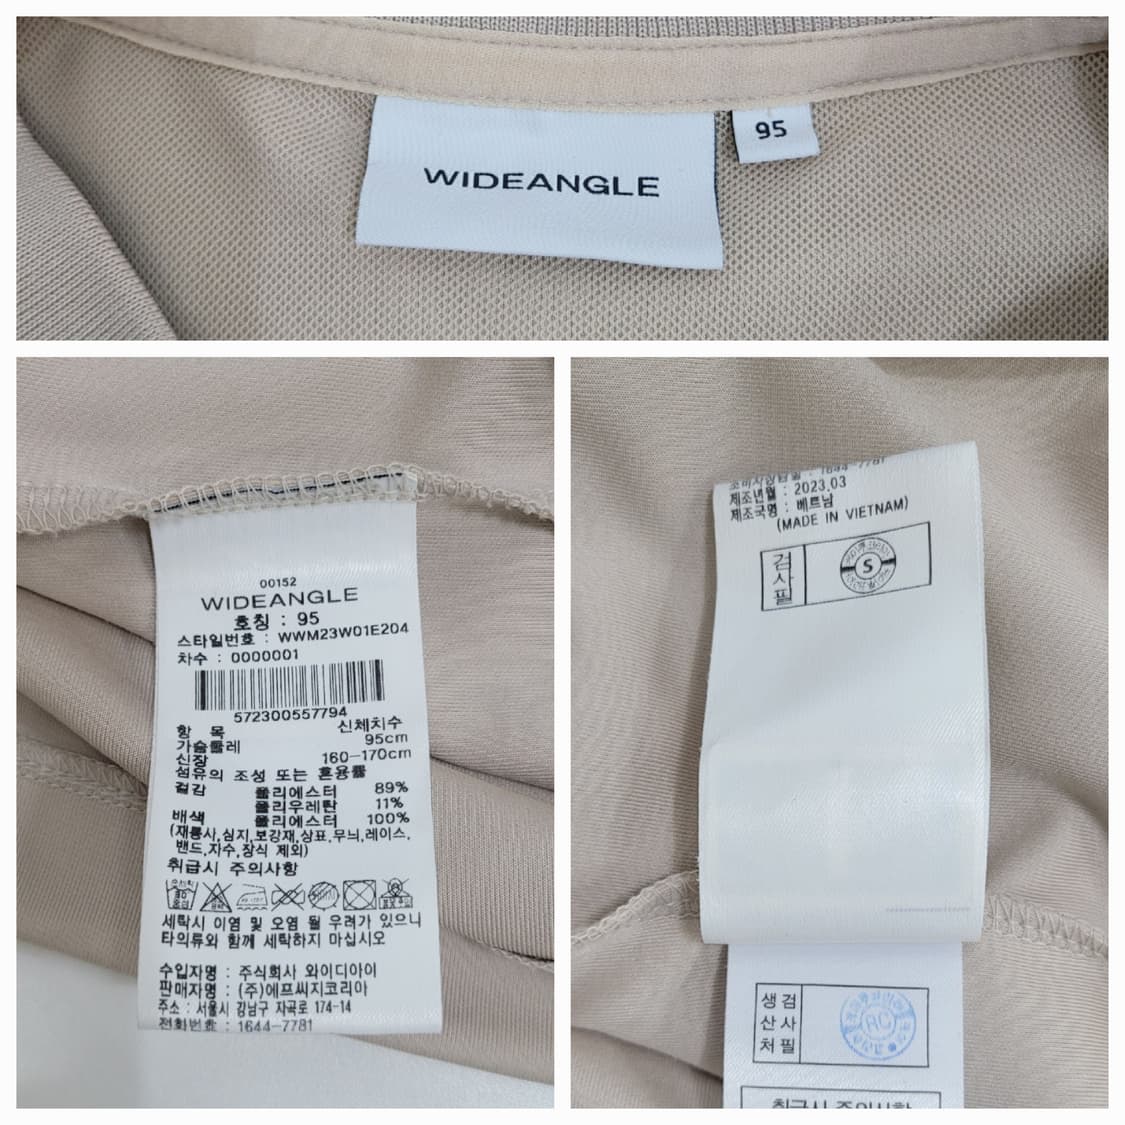 WIDEANGLE
95
00152
WIDEANGLE
호칭 : 95
스타일번호 : WWM23W01E204
차수 : 0000001
572300557794
항 목 신체치수
가슴둘레 95cm
신장 160-170cm
섬유의 조성 또는 혼용률
겉감 폴리에스터 89%
폴리우레탄 11%
배색 폴리에스터 100%
(재봉사,심지,보강재,상표,무늬,레이스,
밴드,자수,장식 제외)
취급시 주의사항
세탁시 이염 및 오염 될 우려가 있으니
타의류와 함께 세탁하지 마십시오
수입자명 : 주식회사 와이디아이
판매자명 : (주)에프씨지코리아
주소 : 서울시 강남구 자곡로 174-14
전화번호 : 1644-7781
1644-7781
제조년월 : 2023.03
제조국명 : 베트남
(MADE IN VIETNAM)
검사필
S
생산처 검사필
RC
취급시 주의사항